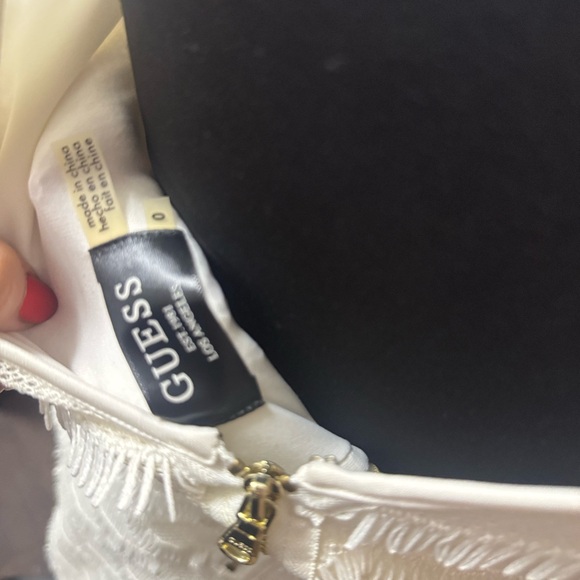 made in china
hecho en china
fait en chine
0
GUESS
EST. 1981
LOS ANGELES